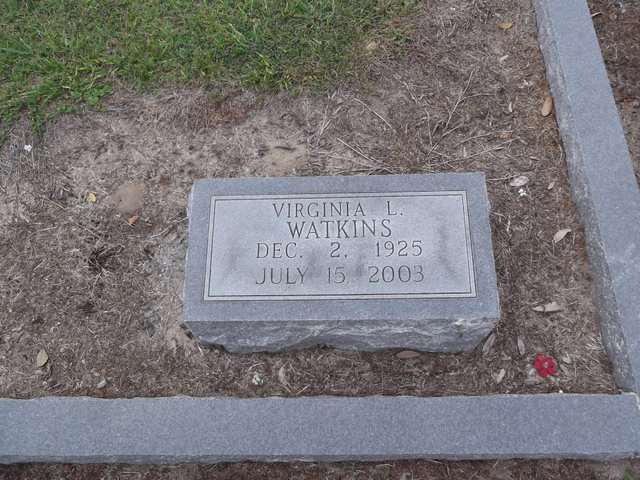 VIRGINIA L.
WATKINS
DEC. 2, 1925
JULY 15, 2003